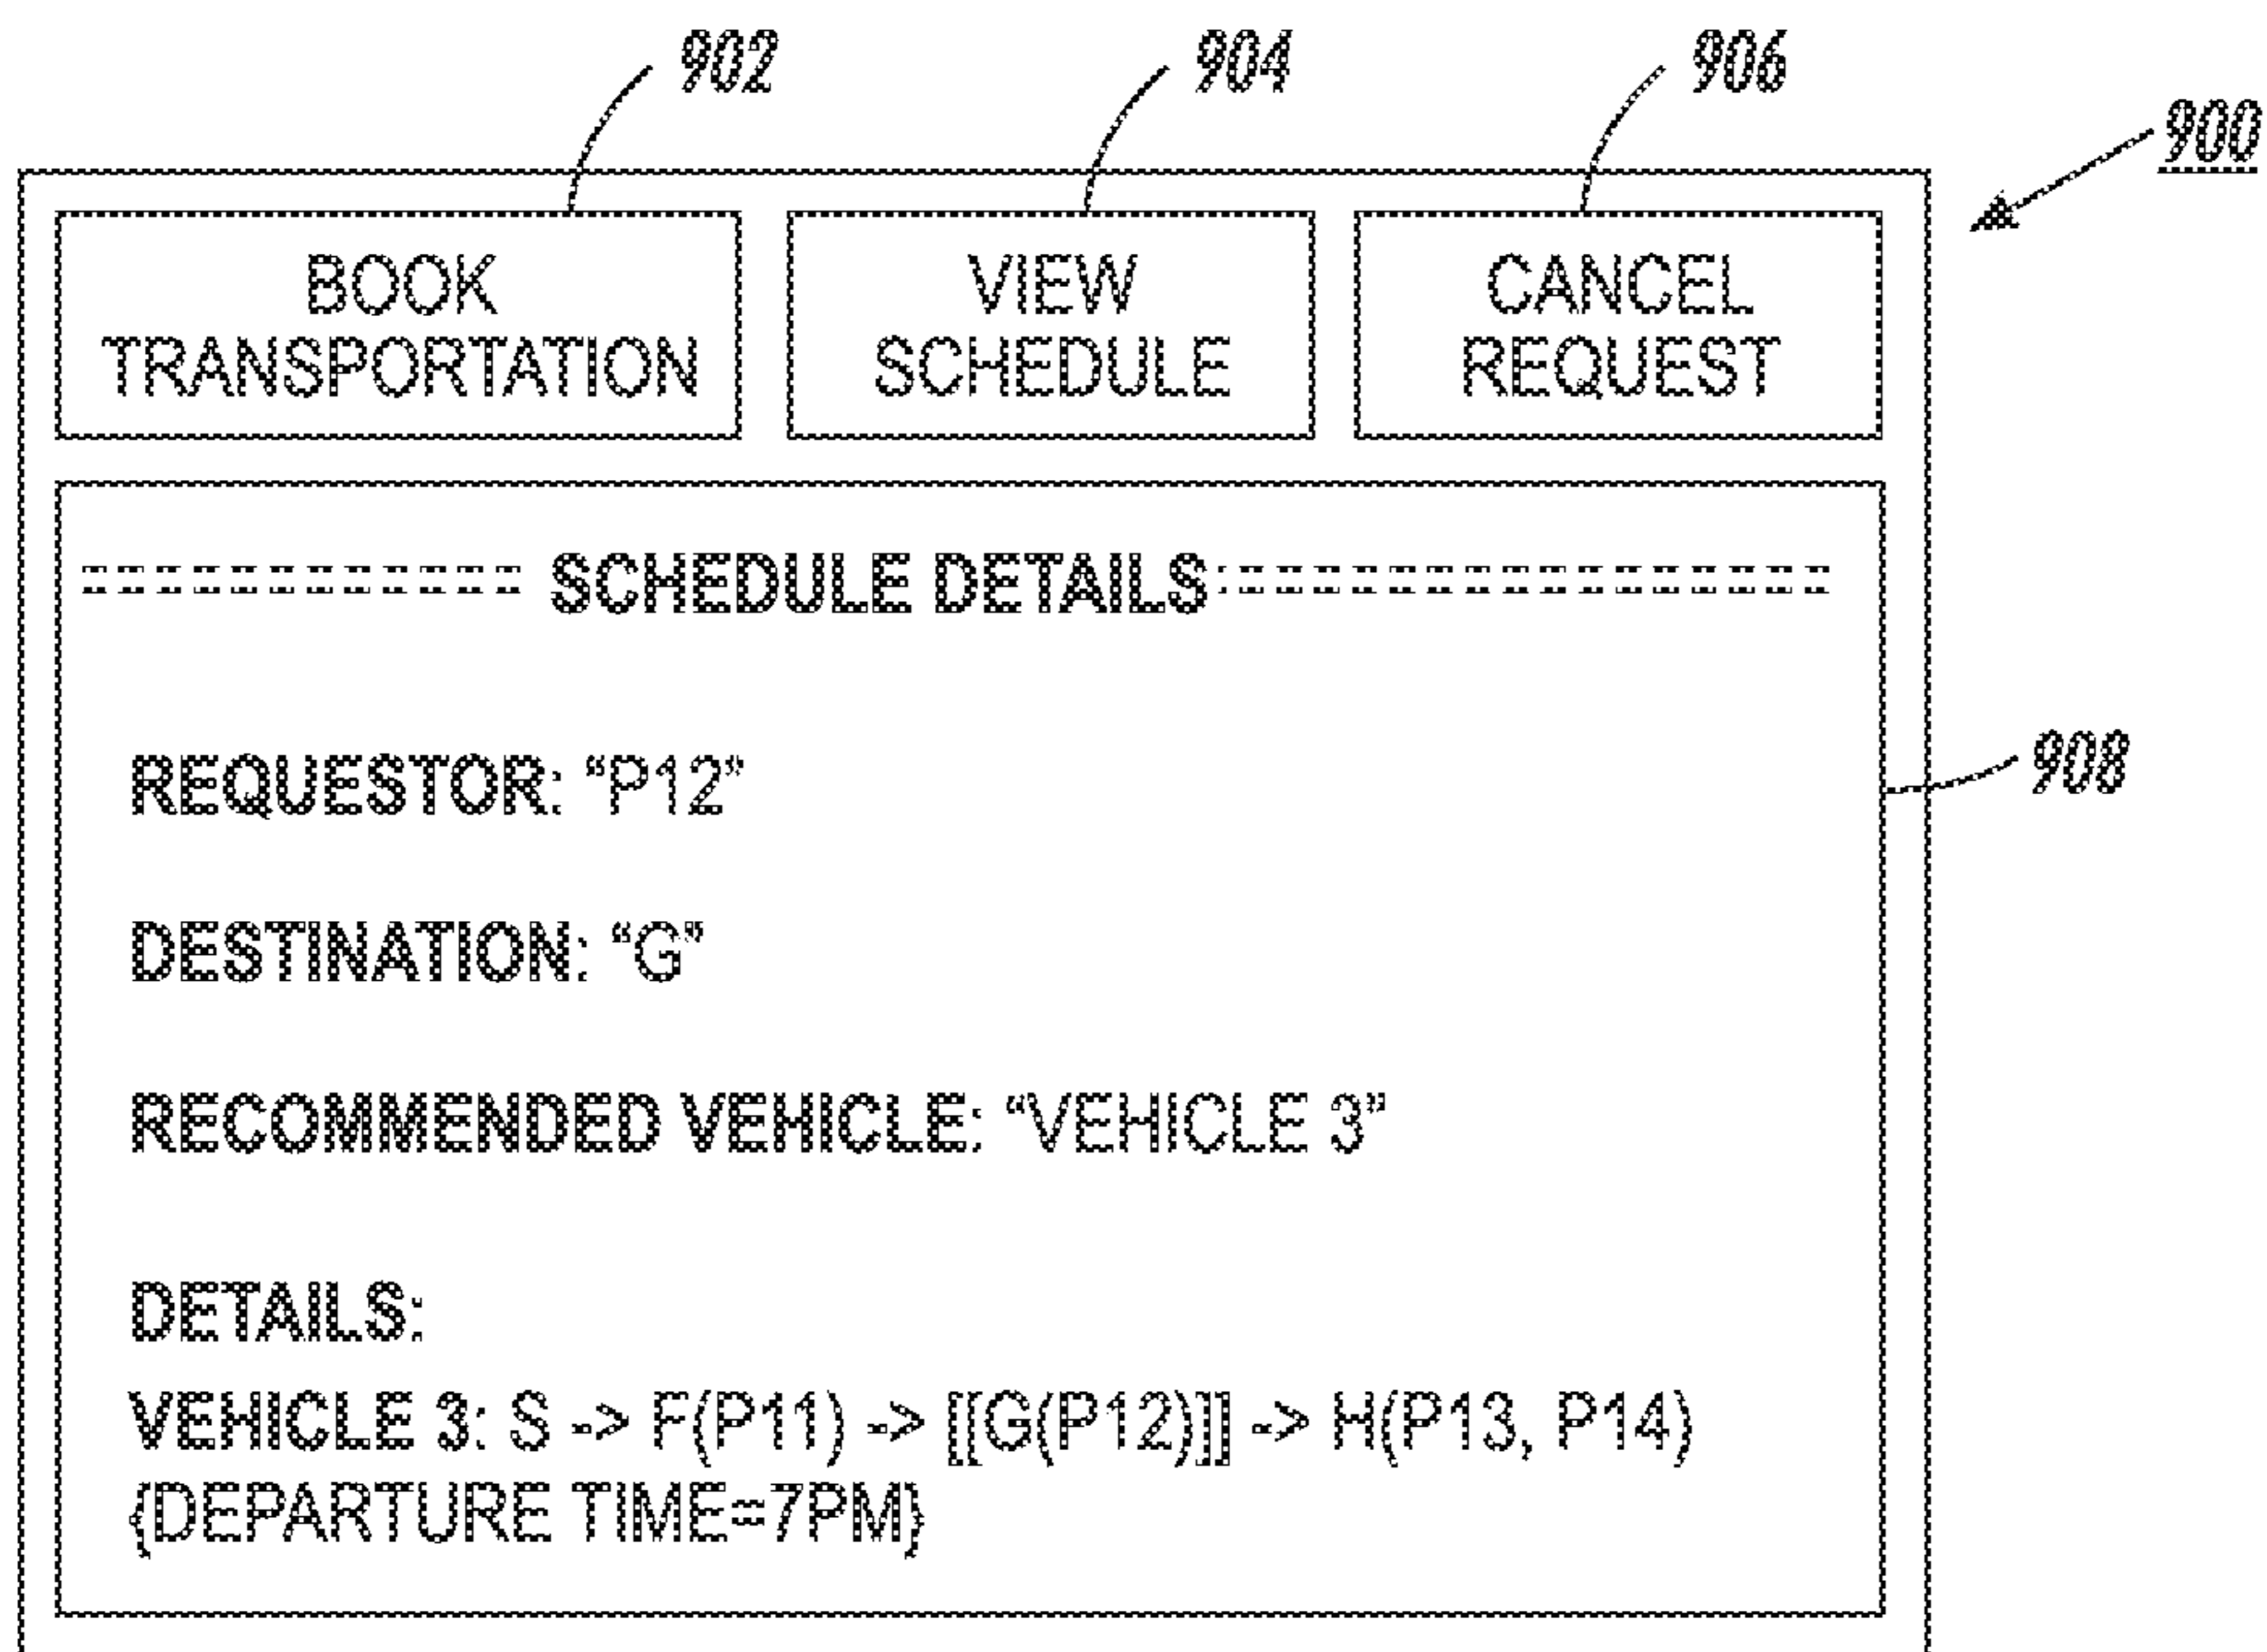 902
904
906
900
BOOK
TRANSPORTATION
VIEW
SCHEDULE
CANCEL
REQUEST
============ SCHEDULE DETAILS =================
908
REQUESTOR: “P12”
DESTINATION: “G”
RECOMMENDED VEHICLE: “VEHICLE 3”
DETAILS:
VEHICLE 3: S -> F(P11) -> [[G(P12)]] -> H(P13, P14)
{DEPARTURE TIME=7PM}